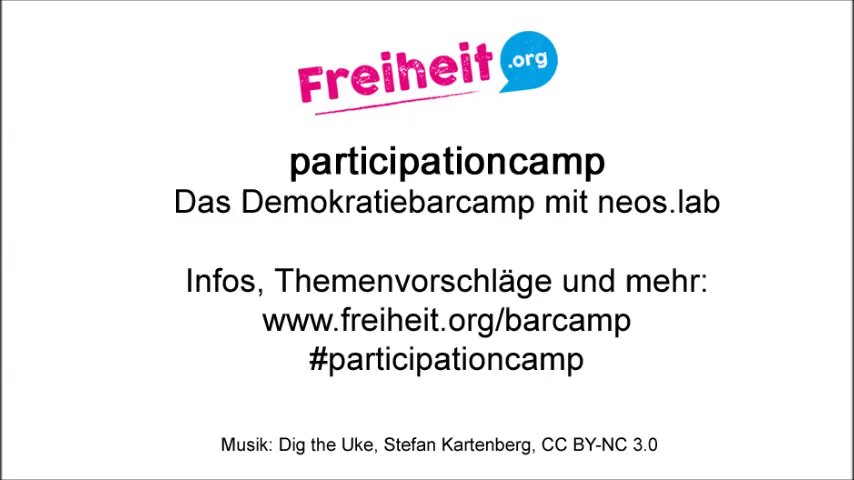 Freiheit .org
participationcamp
Das Demokratiebarcamp mit neos.lab
Infos, Themenvorschläge und mehr:
www.freiheit.org/barcamp
#participationcamp
Musik: Dig the Uke, Stefan Kartenberg, CC BY-NC 3.0